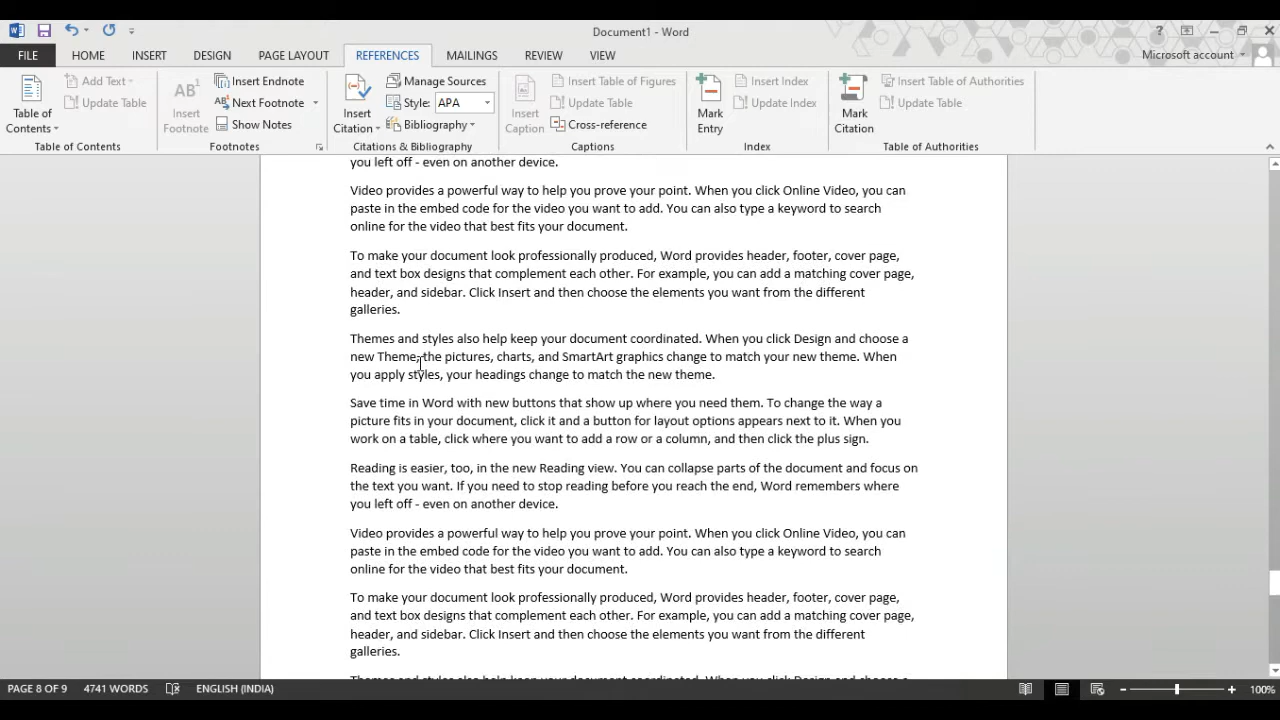 Document1 - Word
?
FILE HOME INSERT DESIGN PAGE LAYOUT REFERENCES MAILINGS REVIEW VIEW Microsoft account
Table of Contents
Add Text
Update Table
Table of Contents
AB1 Insert Footnote
Insert Endnote
Next Footnote
Show Notes
Footnotes
Insert Citation
Manage Sources
Style: APA
Bibliography
Citations & Bibliography
Insert Caption
Insert Table of Figures
Update Table
Cross-reference
Captions
Mark Entry
Insert Index
Update Index
Index
Mark Citation
Insert Table of Authorities
Update Table
Table of Authorities
you left off - even on another device.
Video provides a powerful way to help you prove your point. When you click Online Video, you can
paste in the embed code for the video you want to add. You can also type a keyword to search
online for the video that best fits your document.
To make your document look professionally produced, Word provides header, footer, cover page,
and text box designs that complement each other. For example, you can add a matching cover page,
header, and sidebar. Click Insert and then choose the elements you want from the different
galleries.
Themes and styles also help keep your document coordinated. When you click Design and choose a
new Theme, the pictures, charts, and SmartArt graphics change to match your new theme. When
you apply styles, your headings change to match the new theme.
Save time in Word with new buttons that show up where you need them. To change the way a
picture fits in your document, click it and a button for layout options appears next to it. When you
work on a table, click where you want to add a row or a column, and then click the plus sign.
Reading is easier, too, in the new Reading view. You can collapse parts of the document and focus on
the text you want. If you need to stop reading before you reach the end, Word remembers where
you left off - even on another device.
Video provides a powerful way to help you prove your point. When you click Online Video, you can
paste in the embed code for the video you want to add. You can also type a keyword to search
online for the video that best fits your document.
To make your document look professionally produced, Word provides header, footer, cover page,
and text box designs that complement each other. For example, you can add a matching cover page,
header, and sidebar. Click Insert and then choose the elements you want from the different
galleries.
Themes and styles also help keep your document coordinated. When you click Design and choose a
PAGE 8 OF 9 4741 WORDS ENGLISH (INDIA) 100%